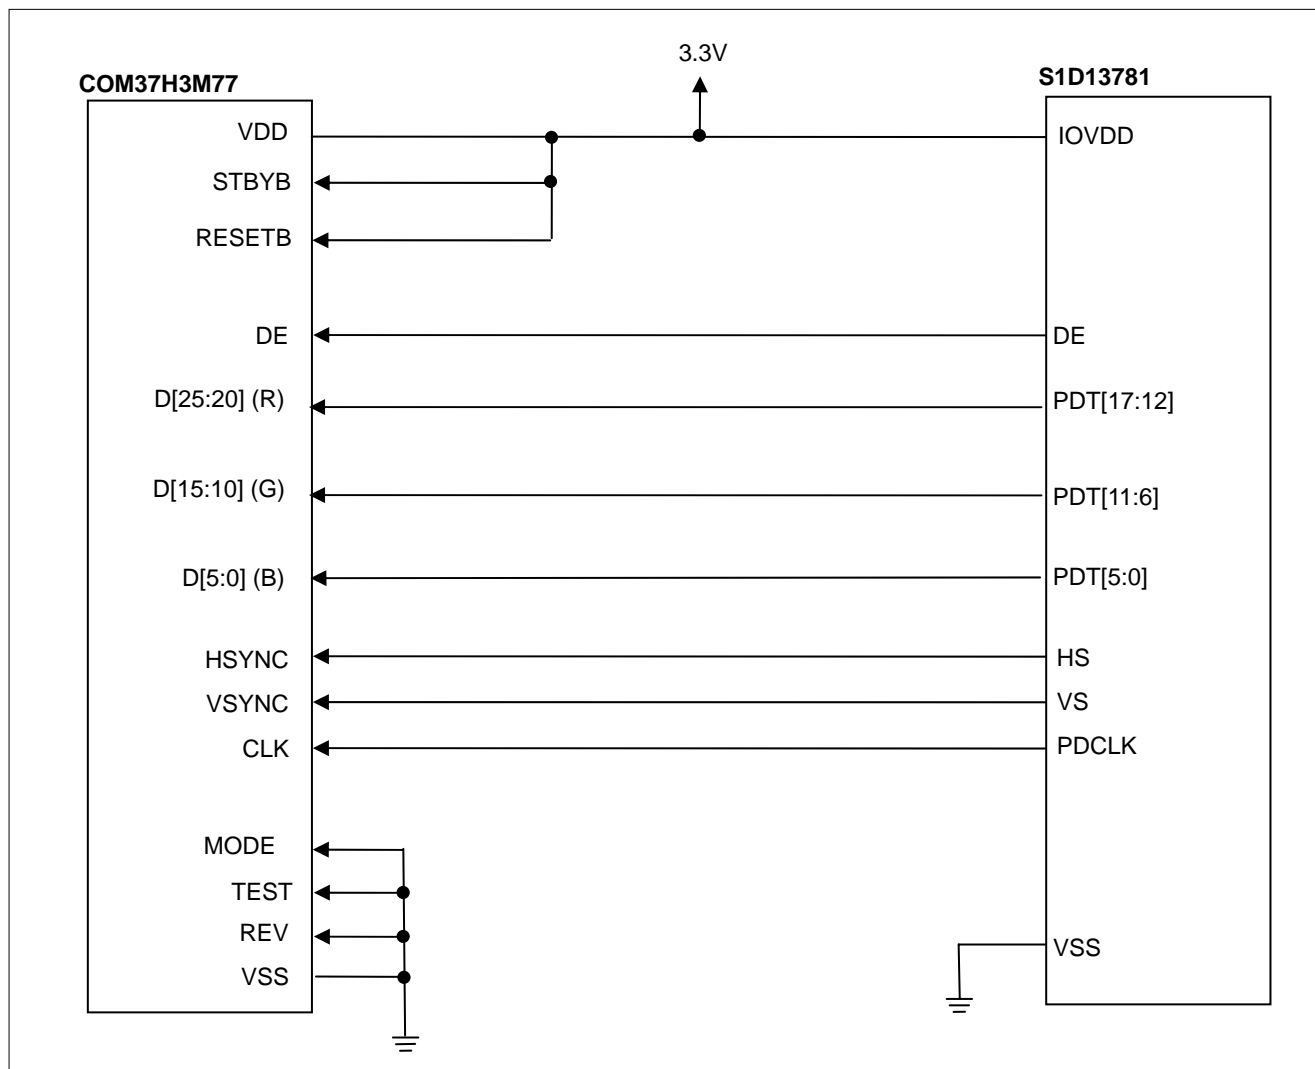 3.3V
COM37H3M77
S1D13781
VDD
IOVDD
STBYB
RESETB
DE
DE
D[25:20] (R)
PDT[17:12]
D[15:10] (G)
PDT[11:6]
D[5:0] (B)
PDT[5:0]
HSYNC
HS
VSYNC
VS
CLK
PDCLK
MODE
TEST
REV
VSS
VSS